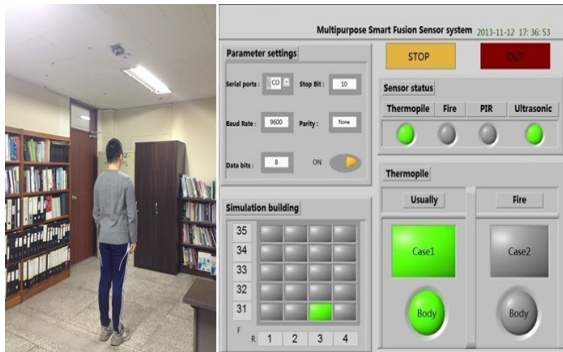 Multipurpose Smart Fusion Sensor system 2013-11-12 17:36:53
STOP OUT
Parameter settings
Serial ports : CO Stop Bit : 10
Baud Rate : 9600 Parity : None
Data bits : 8 ON
Sensor status
Thermopile Fire PIR Ultrasonic
Thermopile
Usually Fire
Case1 Case2
Body Body
Simulation building
35
34
33
32
31
F
R 1 2 3 4